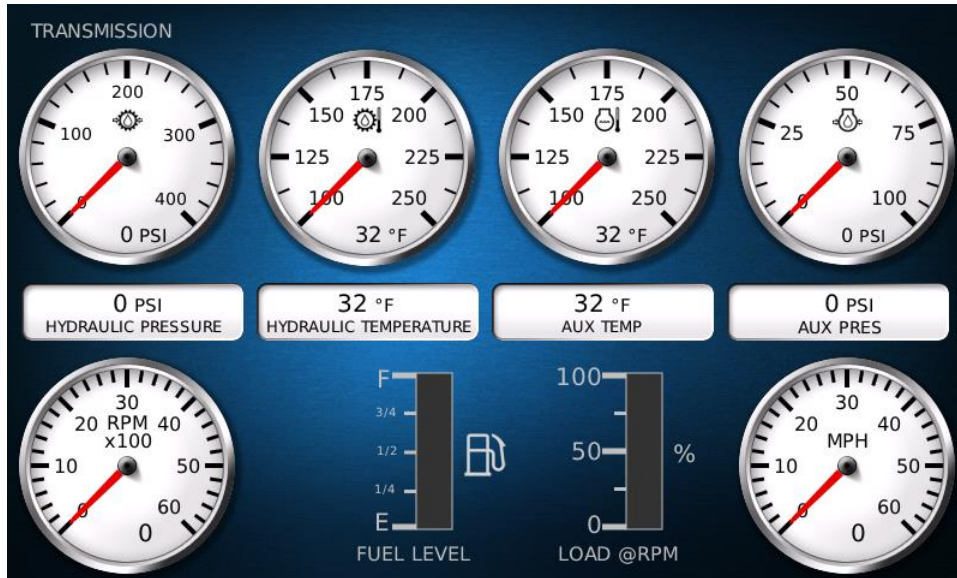 TRANSMISSION
200
100
300
0
400
0 PSI
175
150
200
125
225
100
250
32 °F
175
150
200
125
225
100
250
32 °F
50
25
75
0
100
0 PSI
0 PSI
HYDRAULIC PRESSURE
32 °F
HYDRAULIC TEMPERATURE
32 °F
AUX TEMP
0 PSI
AUX PRES
30
20 RPM 40
x100
10
50
0
60
0
F
3/4
1/2
1/4
E
FUEL LEVEL
100
50
%
0
LOAD @RPM
30
20
40
MPH
10
50
0
60
0